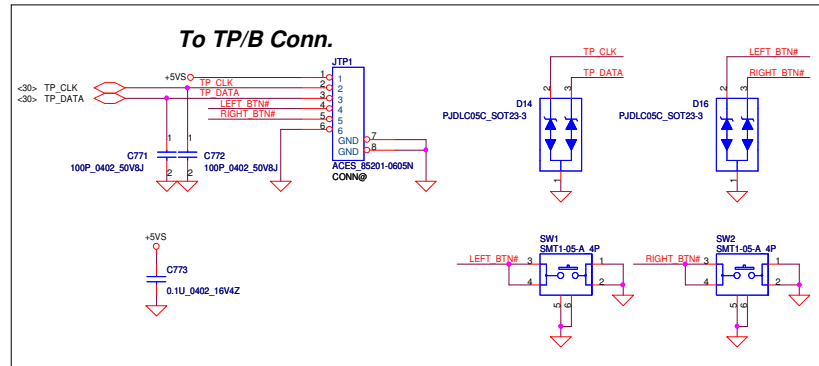 To TP/B Conn.
JTP1
+5VS
<30> TP_CLK
<30> TP_DATA
TP_CLK
TP_DATA
LEFT_BTN#
RIGHT_BTN#
1
2
3
4
5
6
1
2
3
4
5
6
GND 7
GND 8
ACES_85201-0605N
CONN@
1
1
C771
C772
100P_0402_50V8J
100P_0402_50V8J
2
2
+5VS
C773
0.1U_0402_16V4Z
TP_CLK
TP_DATA
2
3
D14
PJDLC05C_SOT23-3
1
LEFT_BTN#
RIGHT_BTN#
2
3
D16
PJDLC05C_SOT23-3
1
SW1
SMT1-05-A_4P
LEFT_BTN#
3
1
4
2
5
6
SW2
SMT1-05-A_4P
RIGHT_BTN#
3
1
4
2
5
6